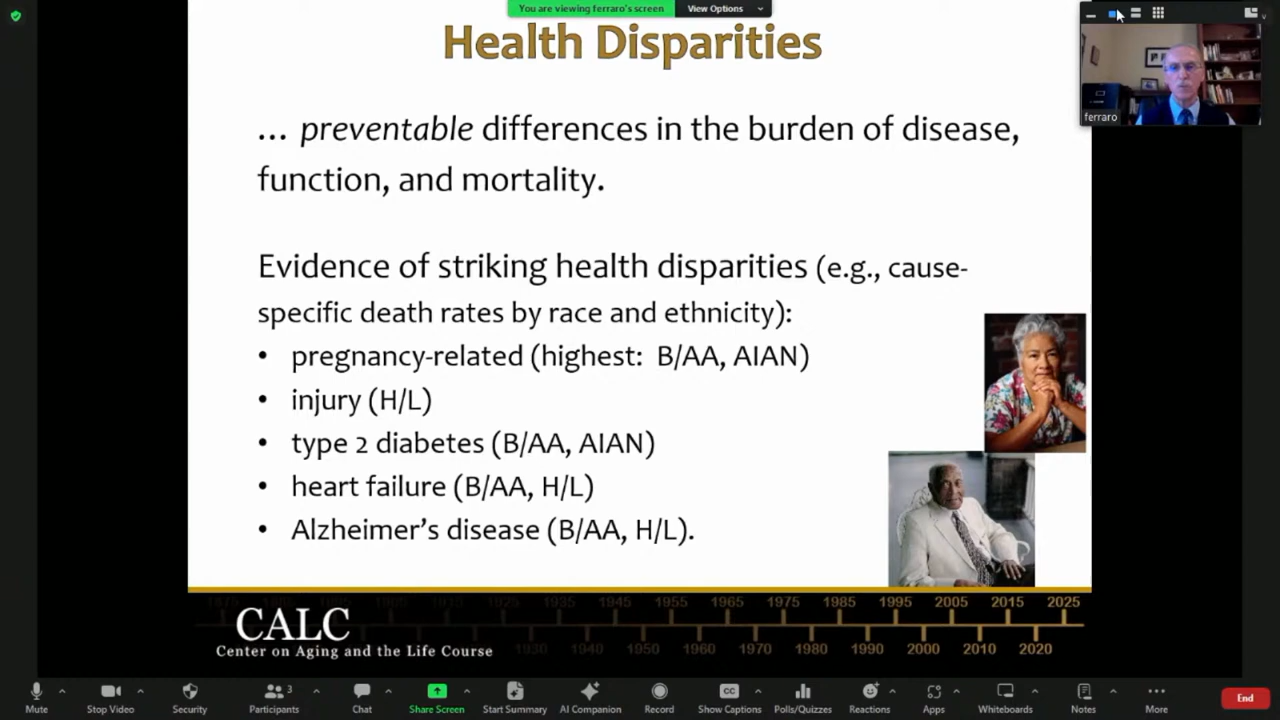 You are viewing ferraro's screen
View Options
Health Disparities
ferraro
… preventable differences in the burden of disease,
function, and mortality.
Evidence of striking health disparities (e.g., cause-
specific death rates by race and ethnicity):
• pregnancy-related (highest: B/AA, AIAN)
• injury (H/L)
• type 2 diabetes (B/AA, AIAN)
• heart failure (B/AA, H/L)
• Alzheimer's disease (B/AA, H/L).
1935 1945 1955 1965 1975 1985 1995 2005 2015 2025
CALC
Center on Aging and the Life Course
1930 1940 1950 1960 1970 1980 1990 2000 2010 2020
Mute
Stop Video
Security
Participants
3
Chat
Share Screen
Start Summary
AI Companion
Record
CC
Show Captions
Polls/Quizzes
Reactions
Apps
Whiteboards
Notes
More
End